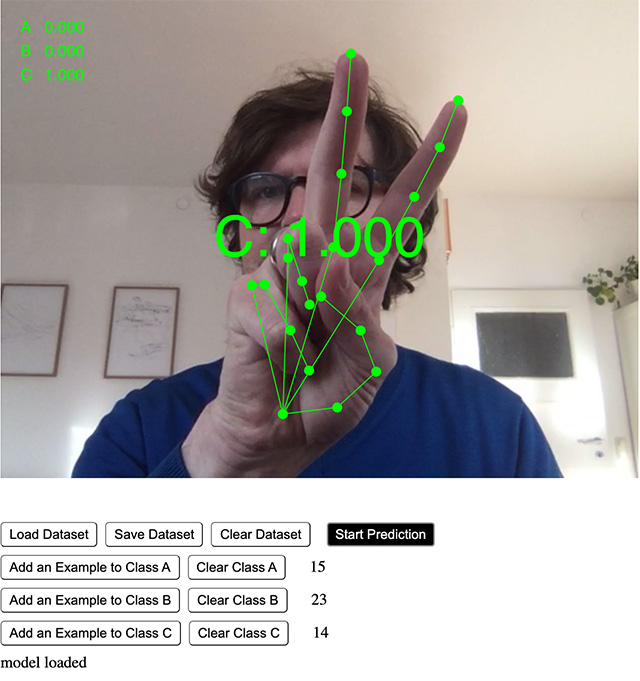 A 0.000
B 0.000
C 1.000
C: 1.000
Load Dataset Save Dataset Clear Dataset Start Prediction
Add an Example to Class A Clear Class A 15
Add an Example to Class B Clear Class B 23
Add an Example to Class C Clear Class C 14
model loaded